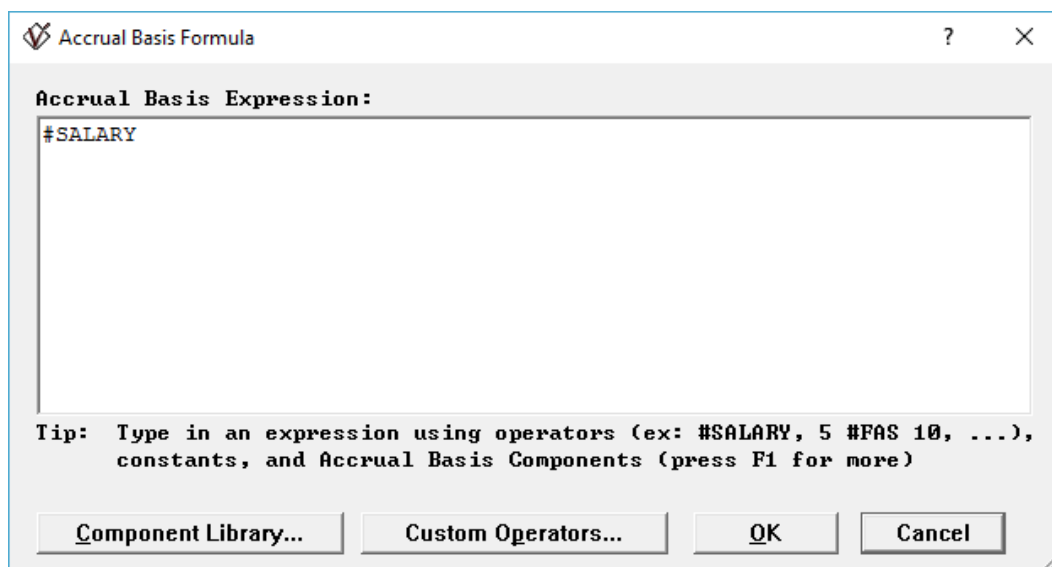 Accrual Basis Formula ? ×
Accrual Basis Expression:
#SALARY
Tip: Type in an expression using operators (ex: #SALARY, 5 #FAS 10, ...),
constants, and Accrual Basis Components (press F1 for more)
Component Library... Custom Operators... OK Cancel